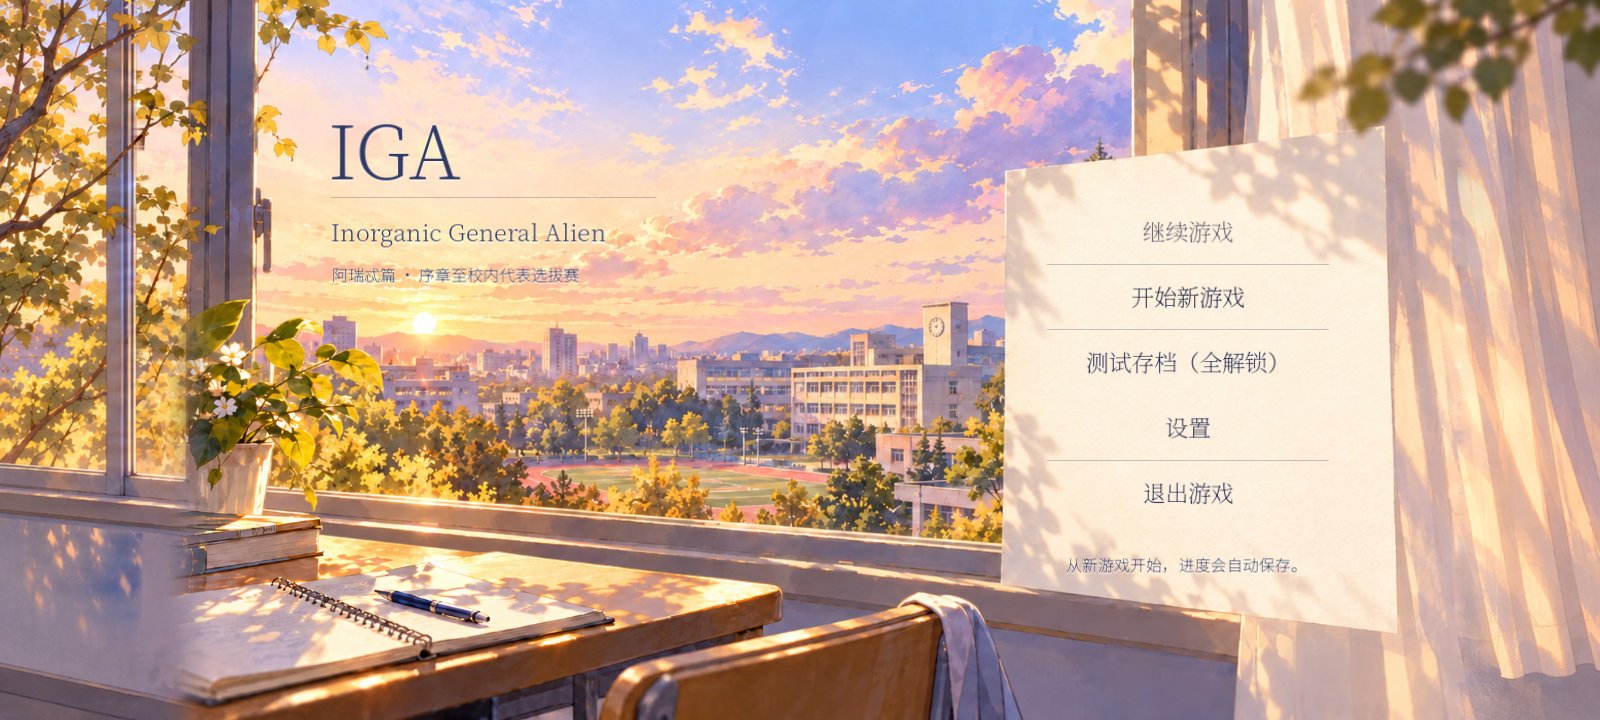 IGA
Inorganic General Alien
阿瑞忒篇 · 序章至校内代表选拔赛
继续游戏
开始新游戏
测试存档（全解锁）
设置
退出游戏
从新游戏开始，进度会自动保存。